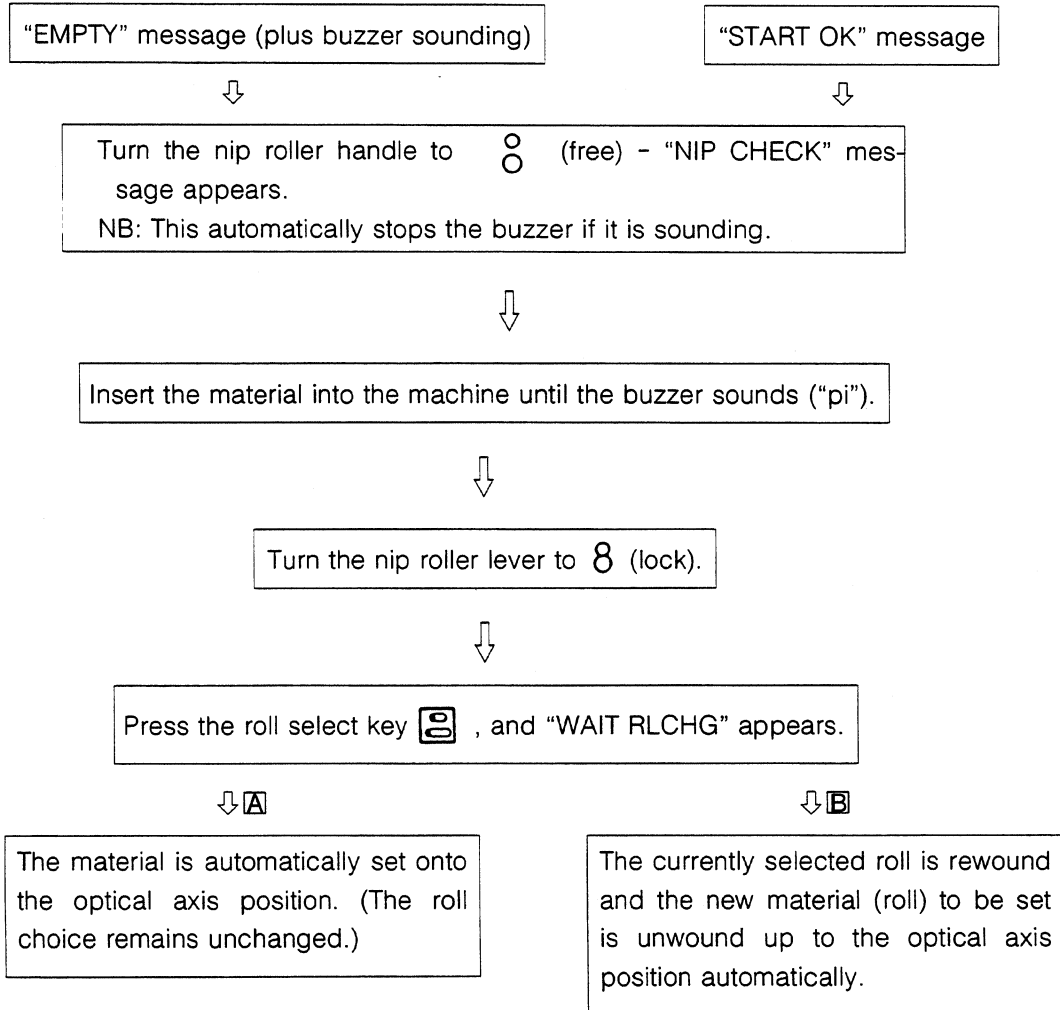 “EMPTY” message (plus buzzer sounding)
“START OK” message
Turn the nip roller handle to (free) – “NIP CHECK” mes-
sage appears.
NB: This automatically stops the buzzer if it is sounding.
Insert the material into the machine until the buzzer sounds (“pi”).
Turn the nip roller lever to (lock).
Press the roll select key , and “WAIT RLCHG” appears.
A
B
The material is automatically set onto
the optical axis position. (The roll
choice remains unchanged.)
The currently selected roll is rewound
and the new material (roll) to be set
is unwound up to the optical axis
position automatically.